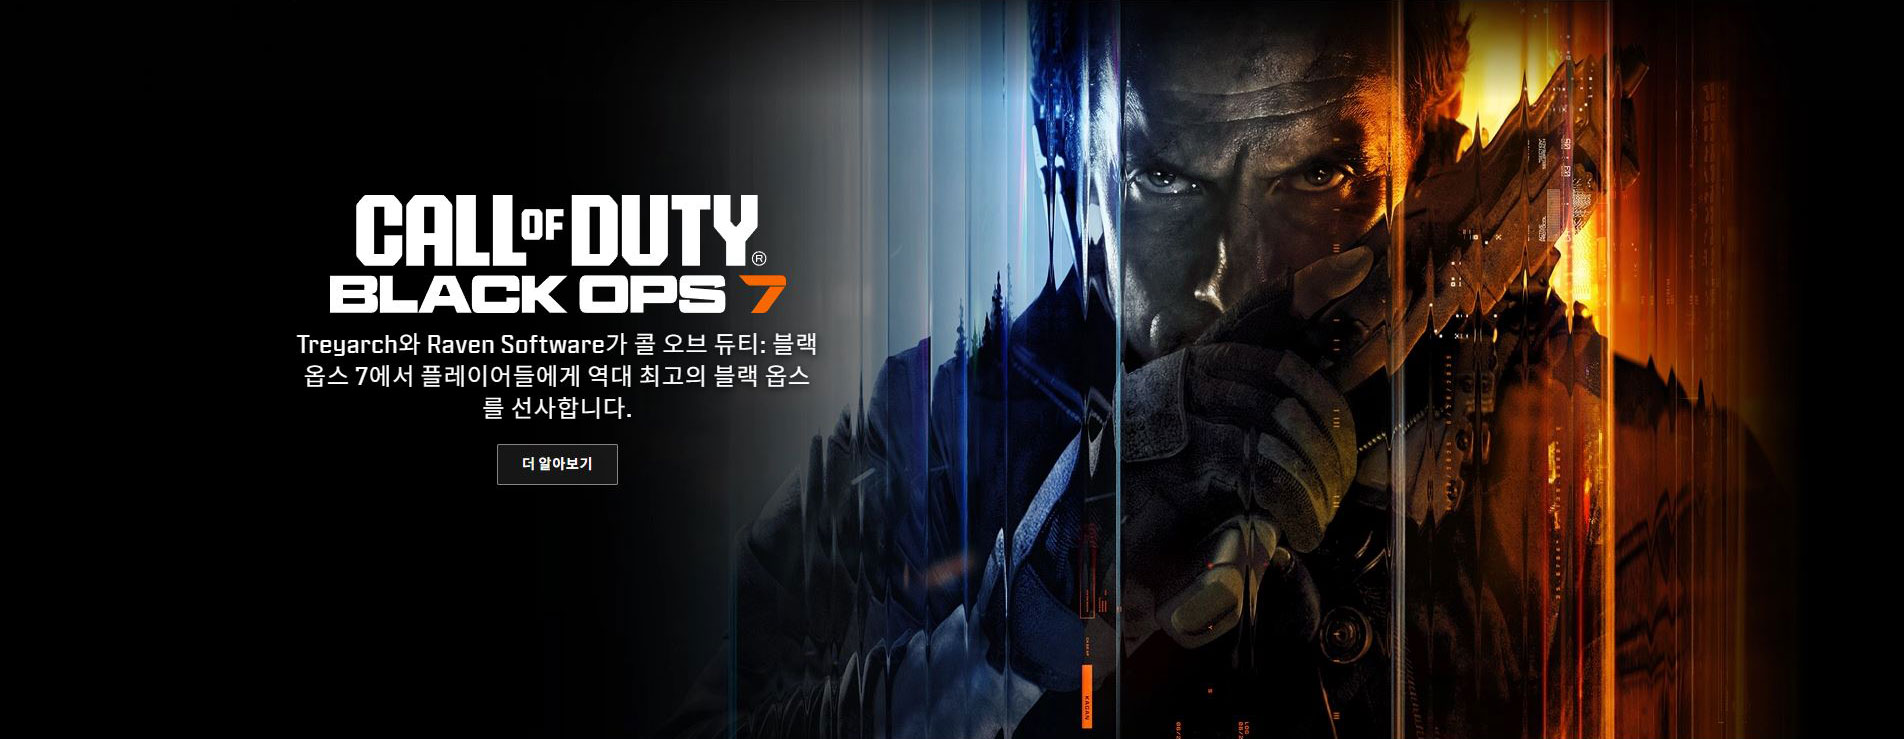 CALL OF DUTY®
BLACK OPS 7
Treyarch와 Raven Software가 콜 오브 듀티: 블랙
옵스 7에서 플레이어들에게 역대 최고의 블랙 옵스
를 선사합니다.
더 알아보기
KAGAN